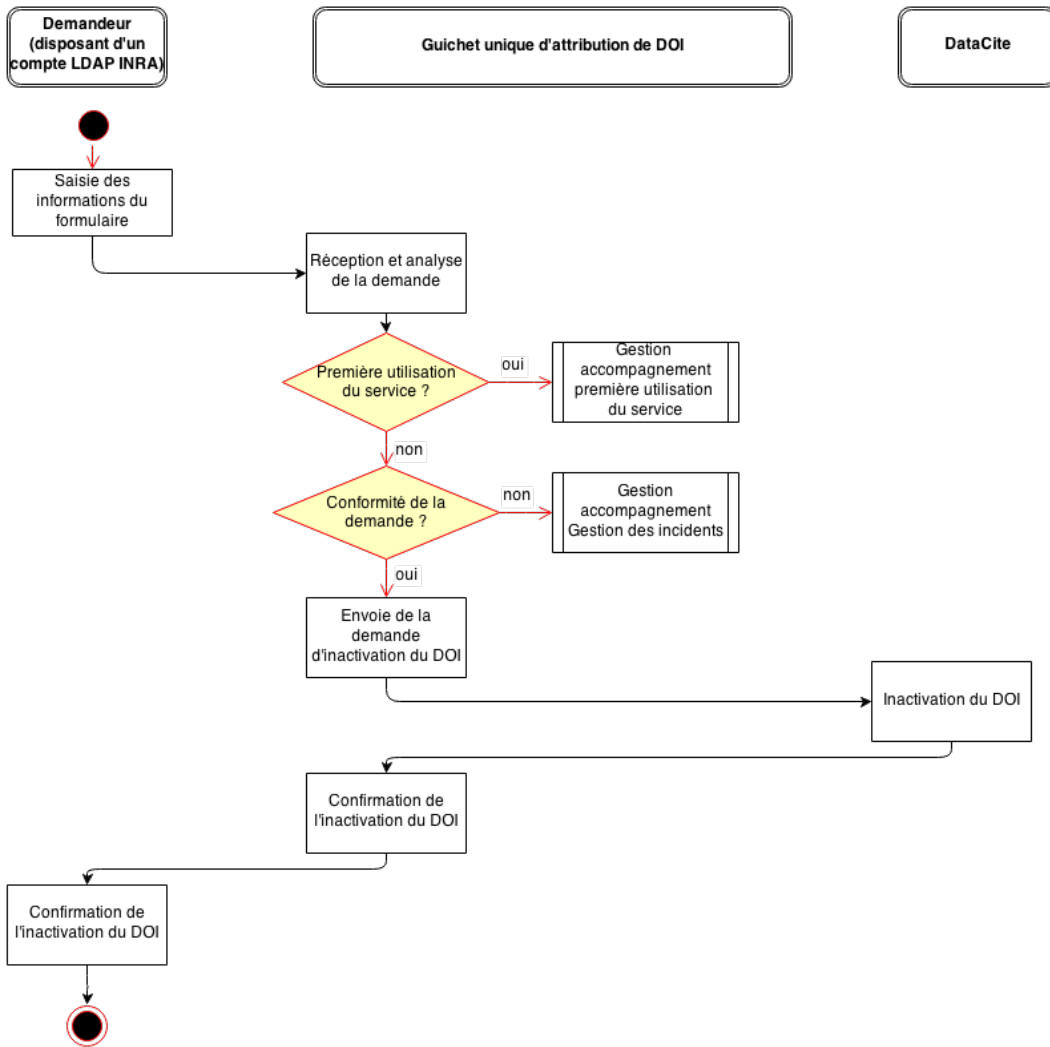 Demandeur
(disposant d'un
compte LDAP INRA)
Guichet unique d'attribution de DOI
DataCite
Saisie des
informations du
formulaire
Réception et analyse
de la demande
Première utilisation
du service ?
oui
Gestion
accompagnement
première utilisation
du service
non
Conformité de la
demande ?
non
Gestion
accompagnement
Gestion des incidents
oui
Envoie de la
demande
d'inactivation du DOI
Inactivation du DOI
Confirmation de
l'inactivation du DOI
Confirmation de
l'inactivation du DOI